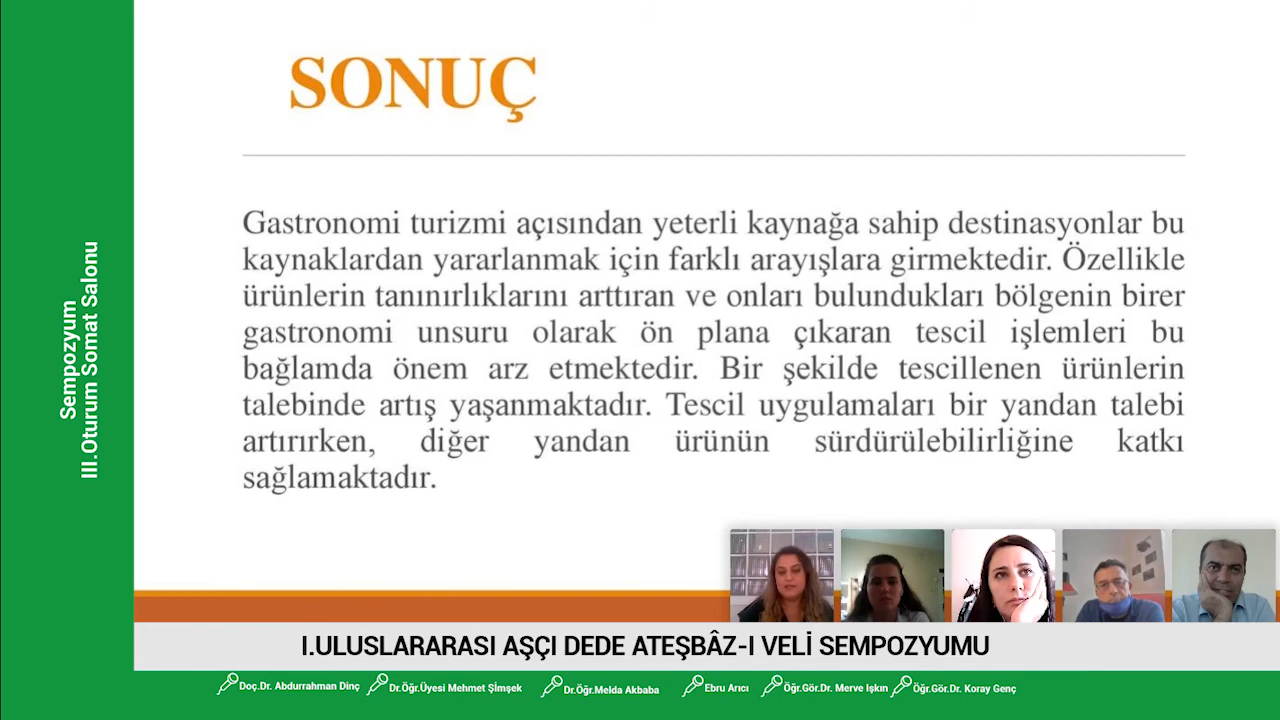 SONUÇ
Gastronomi turizmi açısından yeterli kaynağa sahip destinasyonlar bu
kaynaklardan yararlanmak için farklı arayışlara girmektedir. Özellikle
ürünlerin tanınırlıklarını arttıran ve onları bulundukları bölgenin birer
gastronomi unsuru olarak ön plana çıkaran tescil işlemleri bu
bağlamda önem arz etmektedir. Bir şekilde tescillenen ürünlerin
talebinde artış yaşanmaktadır. Tescil uygulamaları bir yandan talebi
artırırken, diğer yandan ürünün sürdürülebilirliğine katkı
sağlamaktadır.
Sempozyum
III.Oturum Somat Salonu
I.ULUSLARARASI AŞÇI DEDE ATEŞBÂZ-I VELİ SEMPOZYUMU
Doç.Dr. Abdurrahman Dinç
Dr.Öğr.Üyesi Mehmet Şİmşek
Dr.Öğr.Melda Akbaba
Ebru Arıcı
Öğr.Gör.Dr. Merve Işkın
Öğr.Gör.Dr. Koray Genç